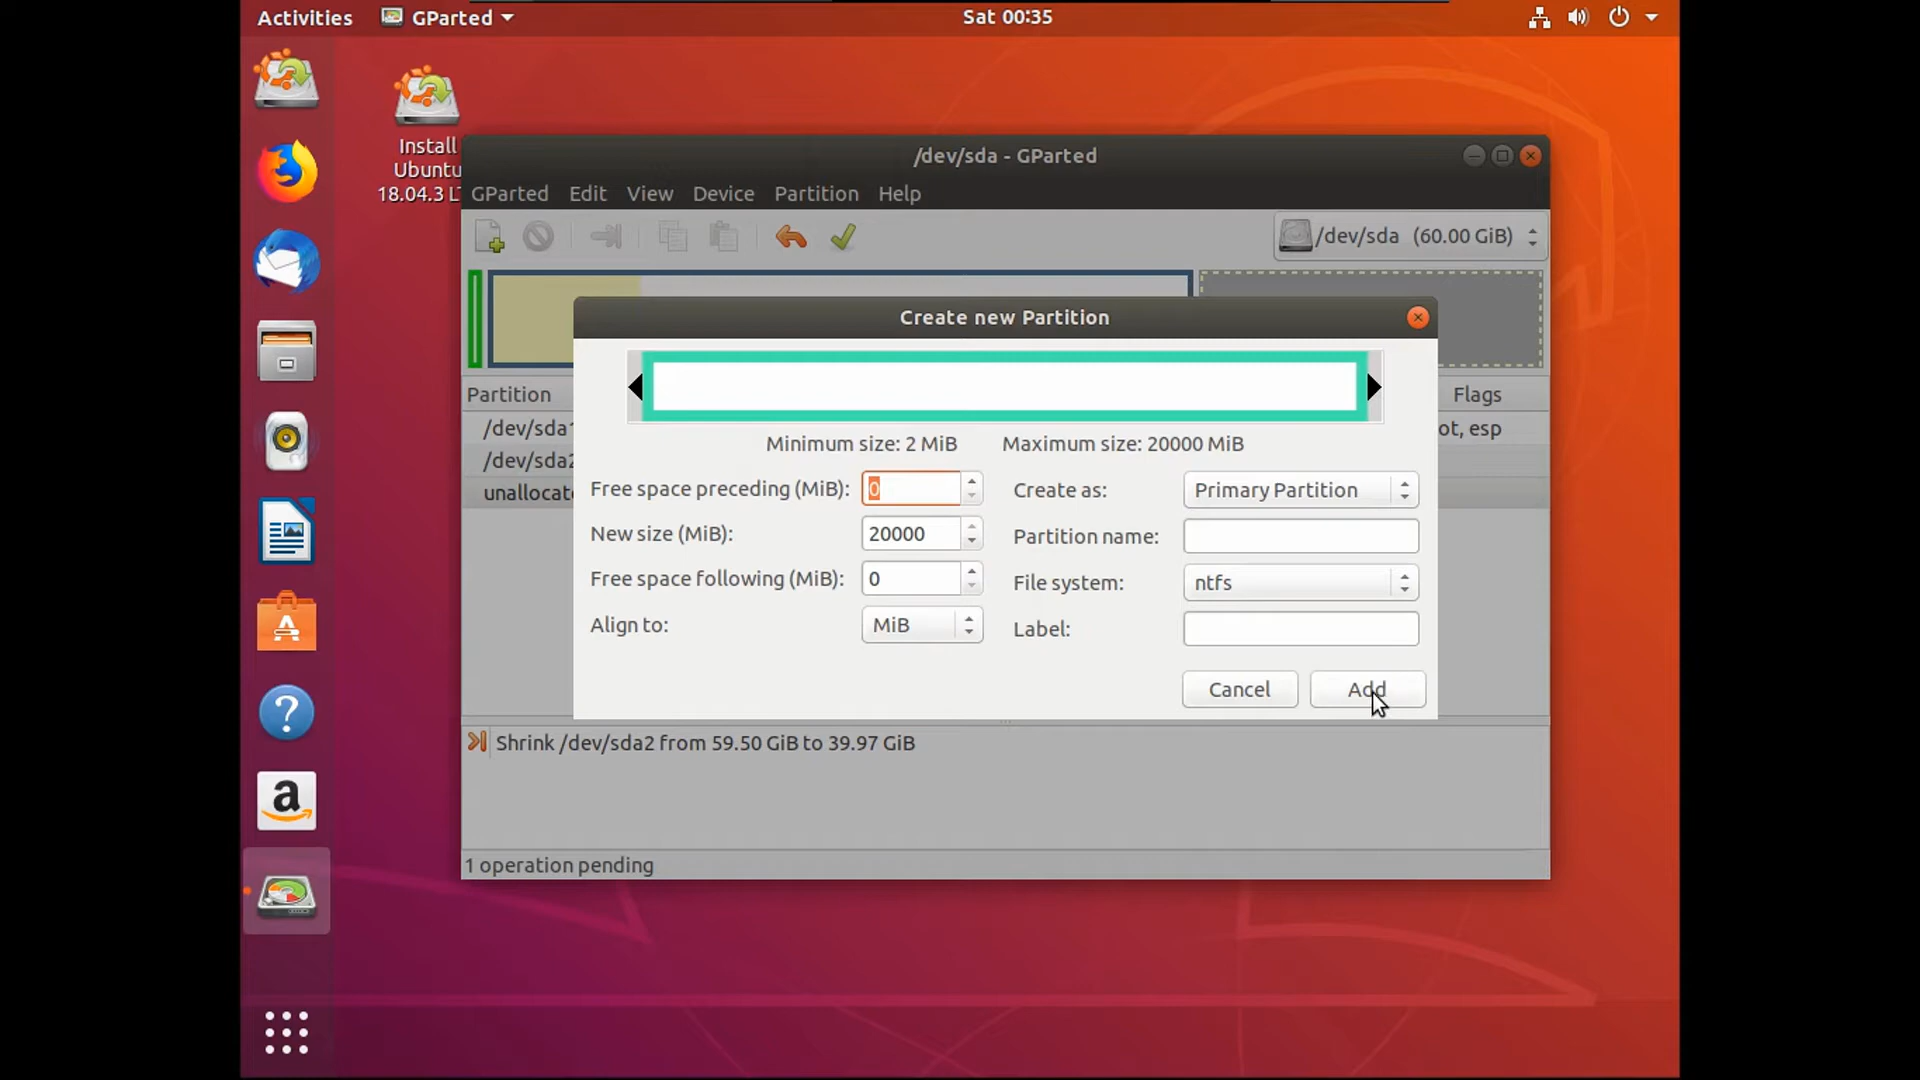 Activities
GParted
Sat 00:35
Install
Ubuntu
18.04.3 LT
/dev/sda - GParted
GParted Edit View Device Partition Help
/dev/sda (60.00 GiB)
Create new Partition
Partition
Flags
/dev/sda1
ot, esp
/dev/sda2
unallocate
Minimum size: 2 MiB
Maximum size: 20000 MiB
Free space preceding (MiB): 0
Create as: Primary Partition
New size (MiB): 20000
Partition name:
Free space following (MiB): 0
File system: ntfs
Align to: MiB
Label:
Cancel
Add
Shrink /dev/sda2 from 59.50 GiB to 39.97 GiB
1 operation pending